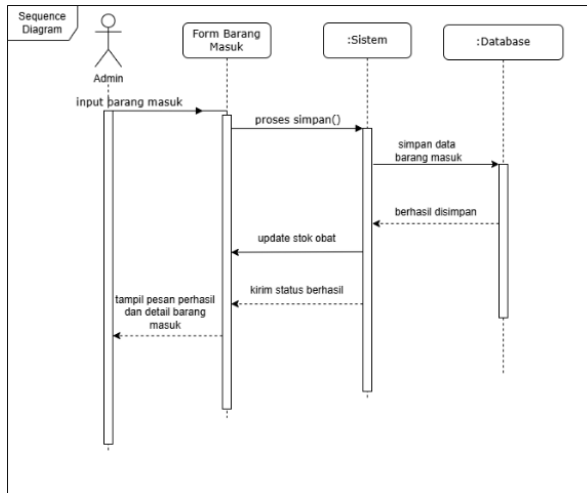 Sequence
Diagram
Admin
Form Barang
Masuk
:Sistem
:Database
input barang masuk
proses simpan()
simpan data
barang masuk
berhasil disimpan
update stok obat
kirim status berhasil
tampil pesan perhasil
dan detail barang
masuk